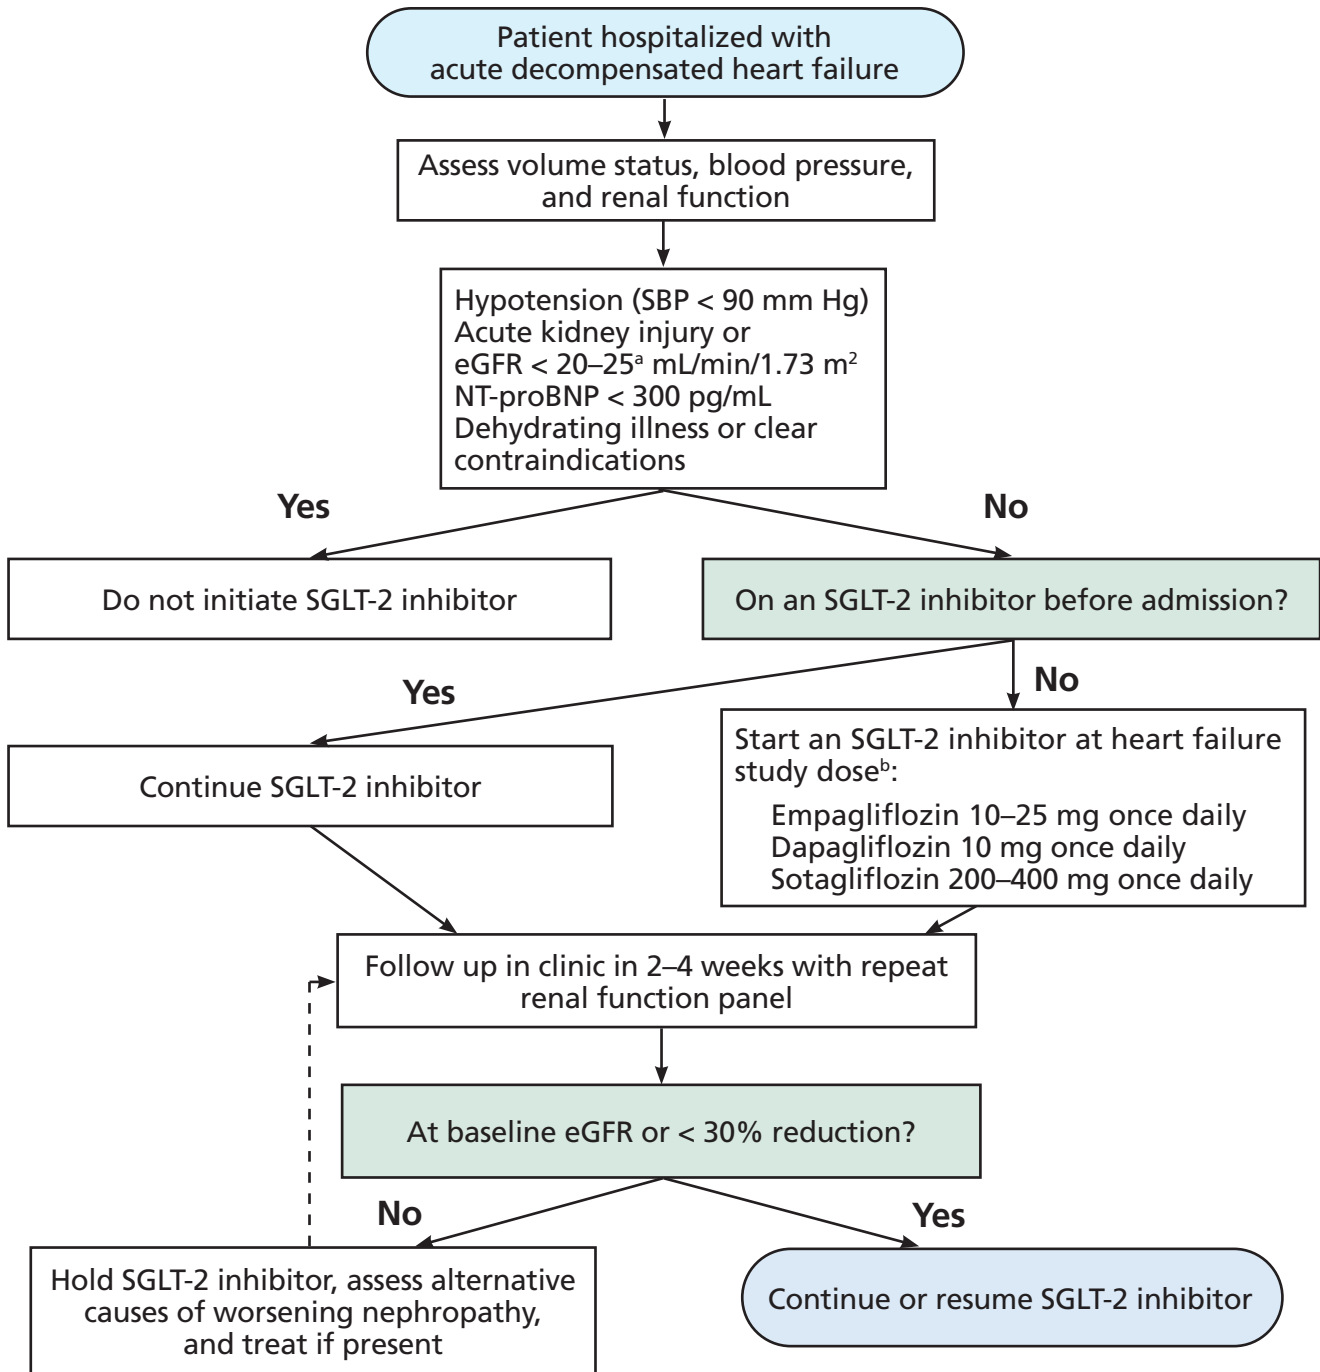 Patient hospitalized with
acute decompensated heart failure
Assess volume status, blood pressure,
and renal function
Hypotension (SBP < 90 mm Hg)
Acute kidney injury or
eGFR < 20–25ᵃ mL/min/1.73 m²
NT-proBNP < 300 pg/mL
Dehydrating illness or clear
contraindications
Yes
No
Do not initiate SGLT-2 inhibitor
On an SGLT-2 inhibitor before admission?
Yes
No
Continue SGLT-2 inhibitor
Start an SGLT-2 inhibitor at heart failure
study doseᵇ:
Empagliflozin 10–25 mg once daily
Dapagliflozin 10 mg once daily
Sotagliflozin 200–400 mg once daily
Follow up in clinic in 2–4 weeks with repeat
renal function panel
At baseline eGFR or < 30% reduction?
No
Yes
Hold SGLT-2 inhibitor, assess alternative
causes of worsening nephropathy,
and treat if present
Continue or resume SGLT-2 inhibitor